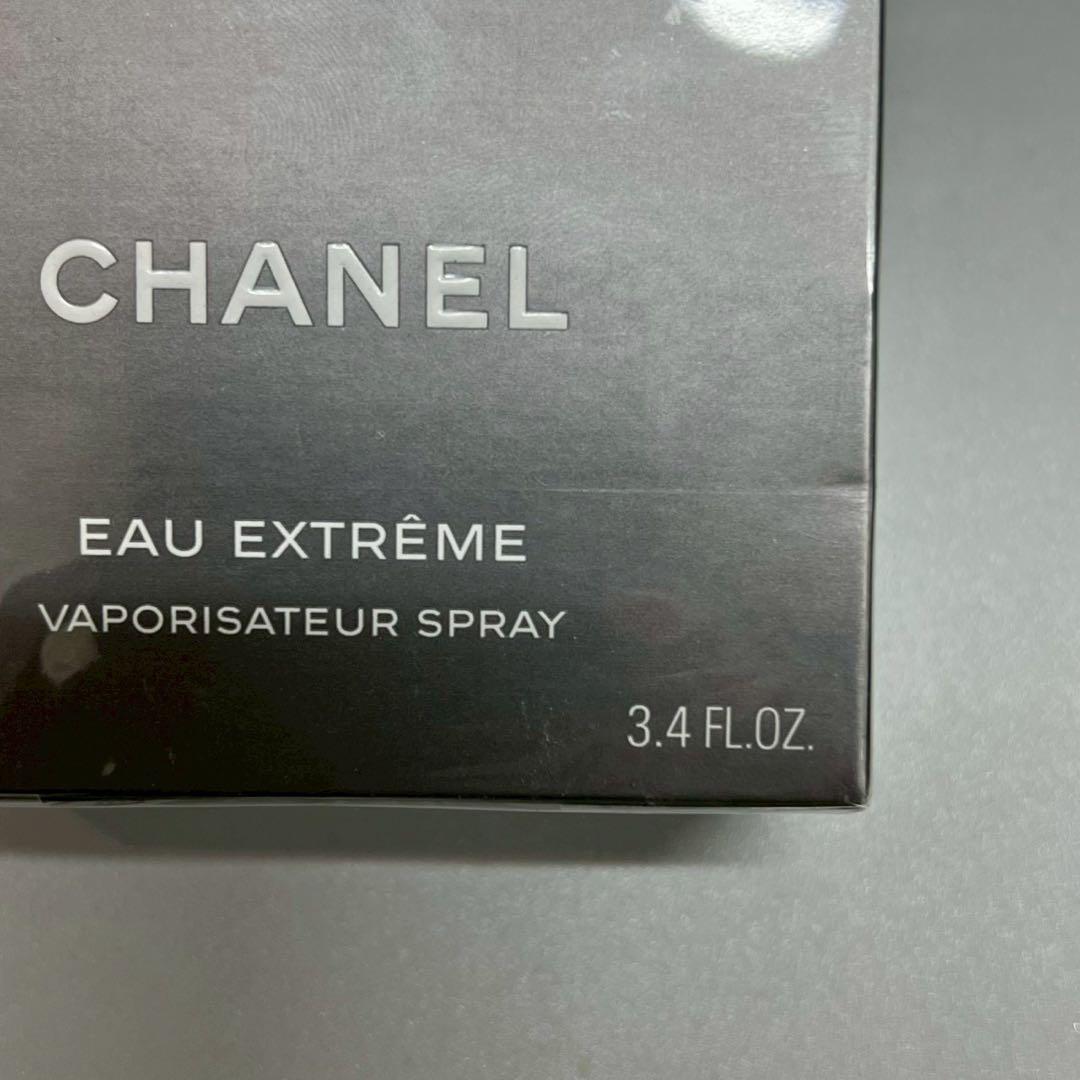 CHANEL
EAU EXTRÊME
VAPORISATEUR SPRAY
3.4 FL.OZ.